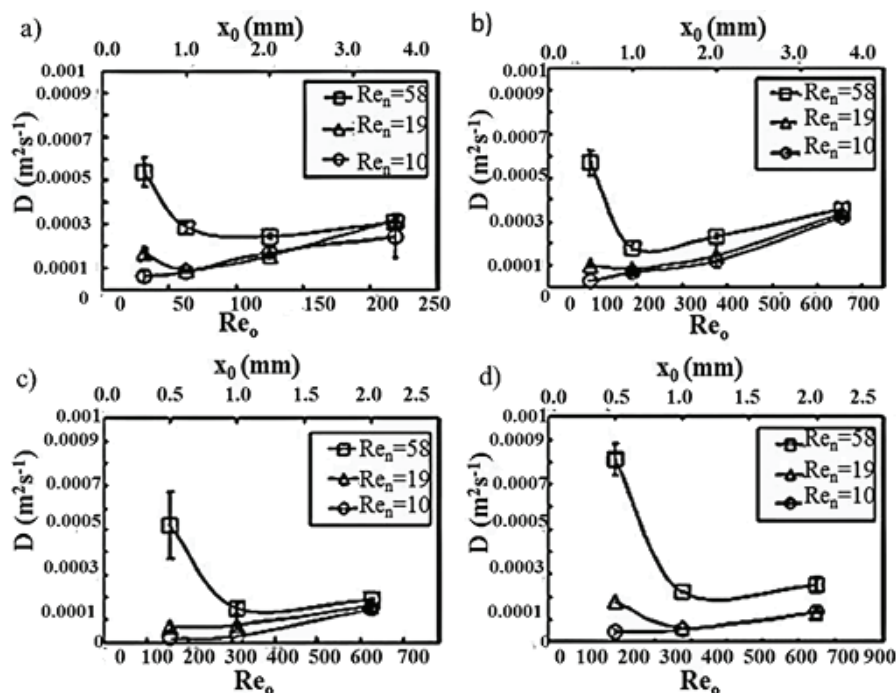 a)
x₀ (mm)
0.0 1.0 2.0 3.0 4.0
D (m²s⁻¹)
0.001
0.0009
0.0007
0.0005
0.0003
0.0001
0
Reₙ=58
Reₙ=19
Reₙ=10
0 50 100 150 200 250
Reₒ
b)
x₀ (mm)
0.0 1.0 2.0 3.0 4.0
D (m²s⁻¹)
0.001
0.0009
0.0007
0.0005
0.0003
0.0001
0
Reₙ=58
Reₙ=19
Reₙ=10
0 100 200 300 400 500 600 700
Reₒ
c)
x₀ (mm)
0.0 0.5 1.0 1.5 2.0 2.5
D (m²s⁻¹)
0.001
0.0009
0.0007
0.0005
0.0003
0.0001
0
Reₙ=58
Reₙ=19
Reₙ=10
0 100 200 300 400 500 600 700
Reₒ
d)
x₀ (mm)
0.0 0.5 1.0 1.5 2.0 2.5
D (m²s⁻¹)
0.001
0.0009
0.0007
0.0005
0.0003
0.0001
0
Reₙ=58
Reₙ=19
Reₙ=10
0 100 200 300 400 500 600 700 800 900
Reₒ